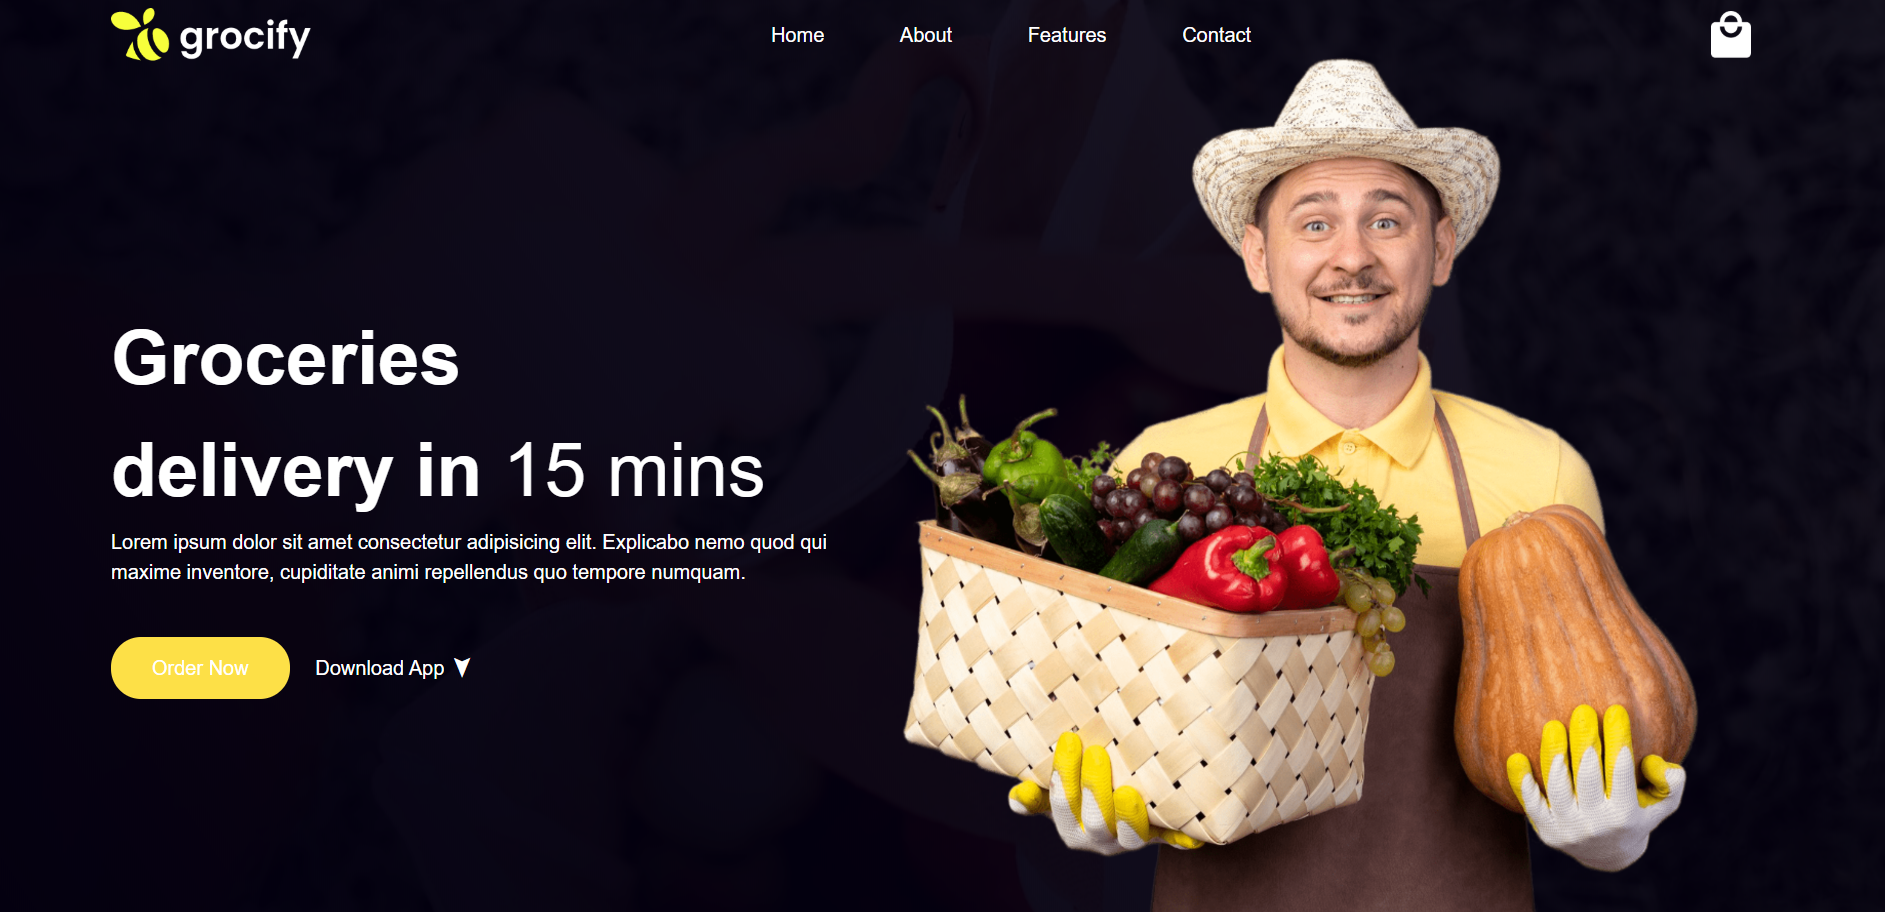 grocify
Home
About
Features
Contact
Groceries
delivery in 15 mins
Lorem ipsum dolor sit amet consectetur adipisicing elit. Explicabo nemo quod qui
maxime inventore, cupiditate animi repellendus quo tempore numquam.
Order Now
Download App